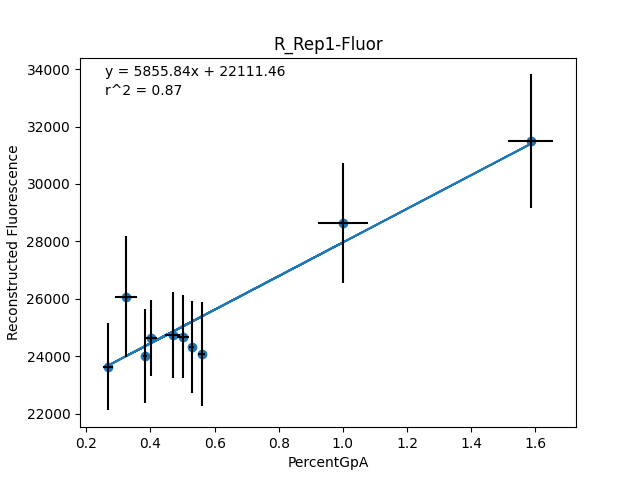 R_Rep1-Fluor
y = 5855.84x + 22111.46
r^2 = 0.87
34000
32000
30000
28000
26000
24000
22000
Reconstructed Fluorescence
0.2 0.4 0.6 0.8 1.0 1.2 1.4 1.6
PercentGpA